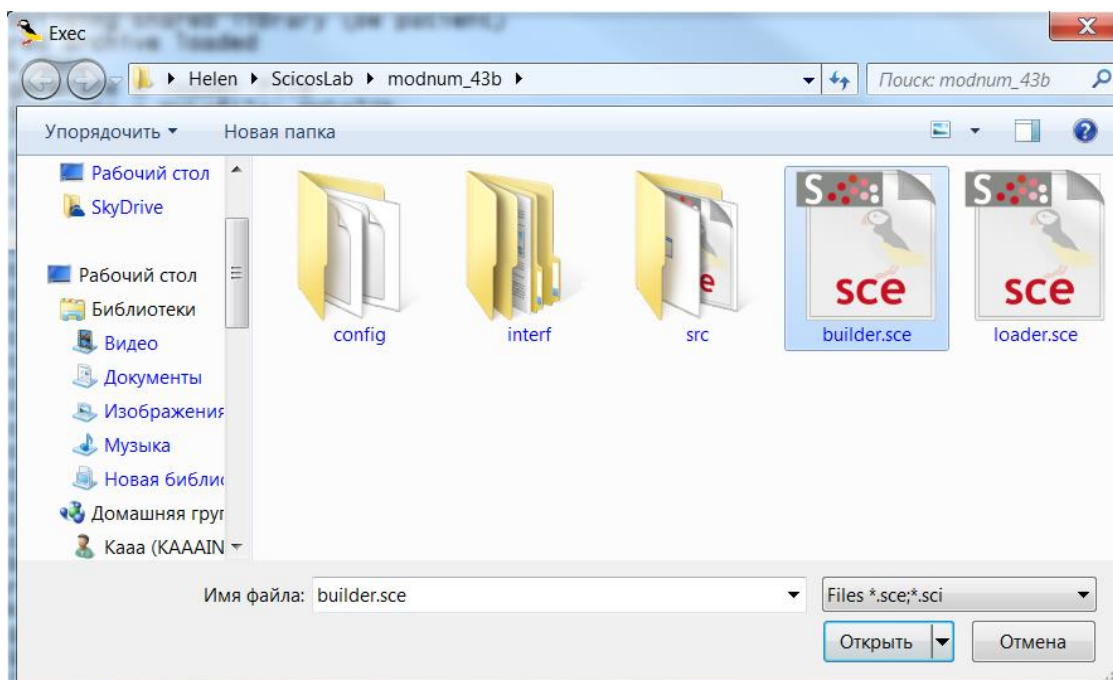 Exec
Helen ▸ ScicosLab ▸ modnum_43b ▸
Поиск: modnum_43b
Упорядочить
Новая папка
Рабочий стол
SkyDrive
Рабочий стол
Библиотеки
Видео
Документы
Изображения
Музыка
Новая библи
Домашняя груп
Kaaa (KAAAIN
config
interf
src
builder.sce
loader.sce
S
sce
S
sce
e
Имя файла: builder.sce
Files *.sce;*.sci
Открыть
Отмена